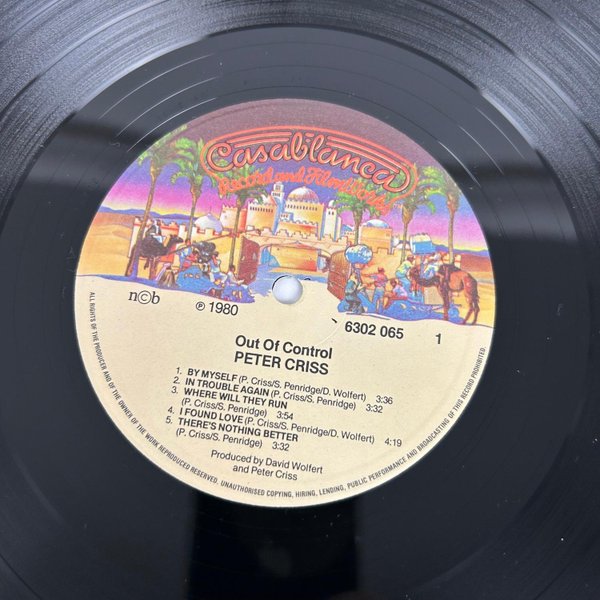 Casablanca
Record and FilmWorks
n©b
℗ 1980
6302 065
1
Out Of Control
PETER CRISS
1. BY MYSELF (P. Criss/S. Penridge/D. Wolfert) 3:36
2. IN TROUBLE AGAIN (P. Criss/S. Penridge) 3:32
3. WHERE WILL THEY RUN
(P. Criss/S. Penridge) 3:54
4. I FOUND LOVE (P. Criss/S. Penridge/D. Wolfert) 4:19
5. THERE'S NOTHING BETTER
(P. Criss/S. Penridge) 3:32
Produced by David Wolfert
and Peter Criss
ALL RIGHTS OF THE PRODUCER AND OF THE OWNER OF THE WORK REPRODUCED RESERVED. UNAUTHORISED COPYING, HIRING, LENDING, PUBLIC PERFORMANCE AND BROADCASTING OF THIS RECORD PROHIBITED